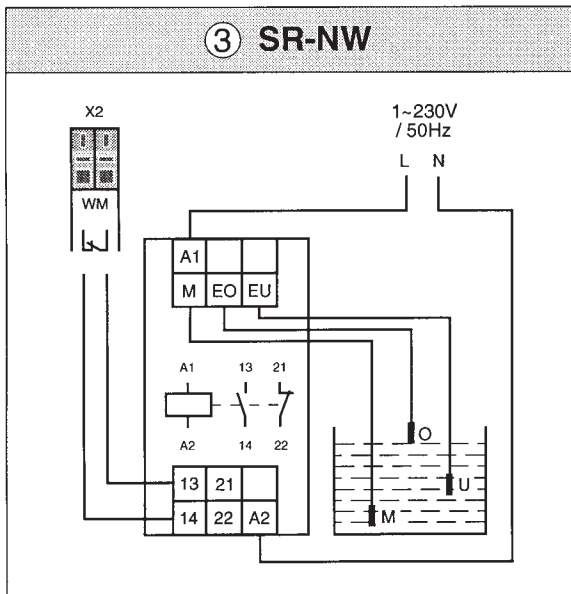 ③ SR-NW
X2
1~230V
/ 50Hz
L N
WM
A1
M EO EU
A1 13 21
A2 14 22
O
U
M
13 21
14 22 A2